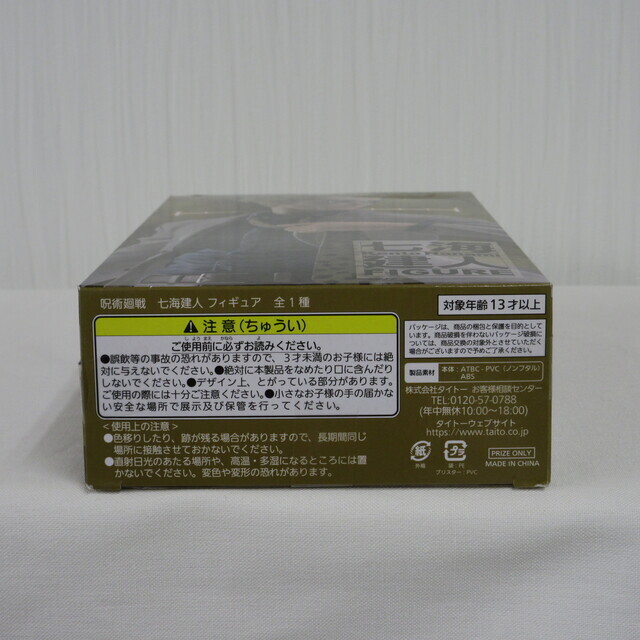 七海
建人
FIGURE
呪術廻戦 七海建人 フィギュア 全1種
対象年齢13才以上
注意(ちゅうい)
しようまえ かなら よ
ご使用前に必ずお読みください。
●誤飲等の事故の恐れがありますので、3才未満のお子様には絶
対に与えないでください。●絶対に本製品をなめたり口に含んだり
しないでください。●デザイン上、とがっている部分があります。
ご使用の際には十分ご注意ください。●小さなお子様の手の届かな
い安全な場所で展示及び保管を行ってください。
<使用上の注意>
●色移りしたり、跡が残る場合がありますので、長期間同じ
場所に接触させておかないでください。
●直射日光のあたる場所や、高温・多湿になるところには置
かないでください。変色や変形の恐れがあります。
パッケージは、商品の梱包と保護を目的としています。
商品破損を伴わないパッケージ破損に
ついては、商品交換の対象外とさせていただく
場合がございますので予めご了承ください。
製品素材
本体:ATBC-PVC(ノンフタル)
ABS
株式会社タイトー お客様相談センター
TEL:0120-57-0788
(年中無休10:00~18:00)
タイトーウェブサイト
https://www.taito.co.jp
紙
外箱
プラ
袋:PE
ブリスター:PVC
PRIZE ONLY
MADE IN CHINA